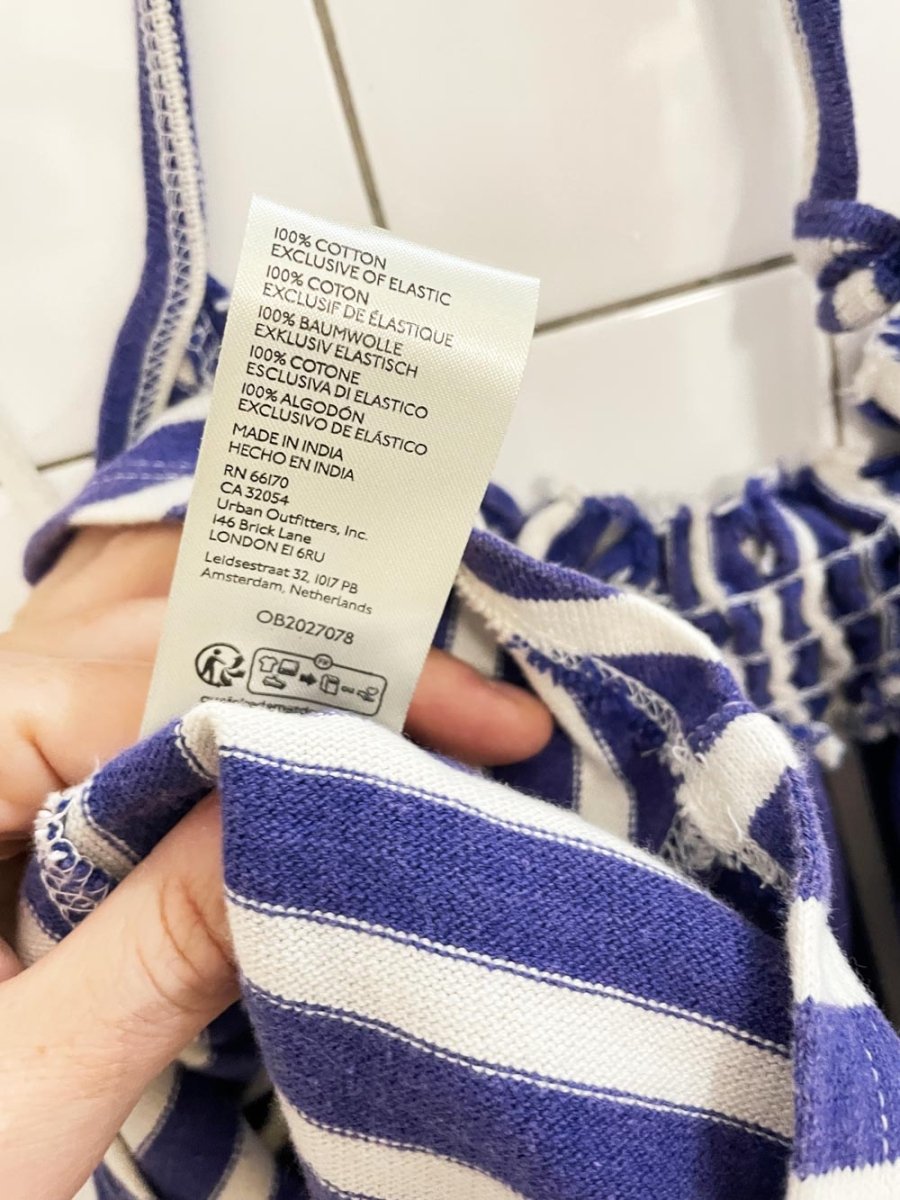 100% COTTON
EXCLUSIVE OF ELASTIC
100% COTON
EXCLUSIF DE ÉLASTIQUE
100% BAUMWOLLE
EXKLUSIV ELASTISCH
100% COTONE
ESCLUSIVA DI ELASTICO
100% ALGODÓN
EXCLUSIVO DE ELÁSTICO
MADE IN INDIA
HECHO EN INDIA
RN 66170
CA 32054
Urban Outfitters, Inc.
146 Brick Lane
LONDON E1 6RU
Leidsestraat 32, 1017 PB
Amsterdam, Netherlands
OB2027078
FR